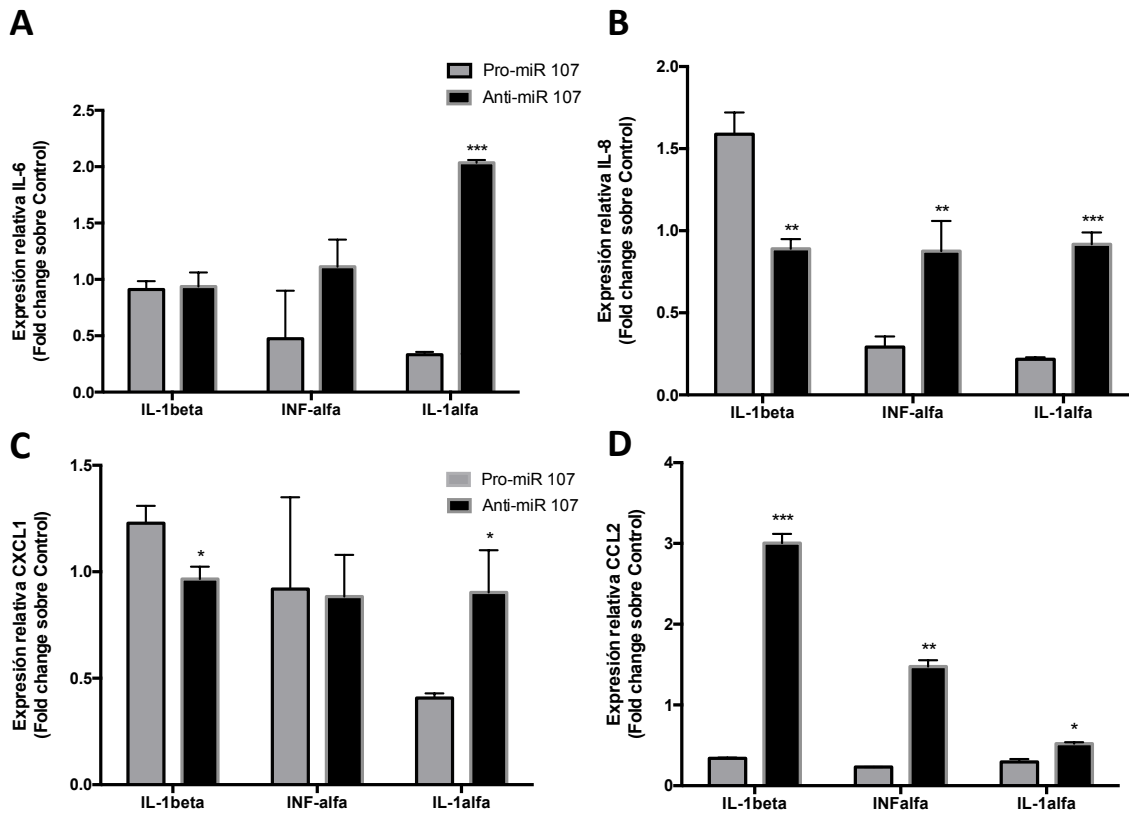 A
Pro-miR 107
Anti-miR 107
Expresión relativa IL-6
(Fold change sobre Control)
2.5
2.0
1.5
1.0
0.5
0.0
***
IL-1beta
INF-alfa
IL-1alfa
B
Expresión relativa IL-8
(Fold change sobre Control)
2.0
1.5
1.0
0.5
0.0
**
**
***
IL-1beta
INF-alfa
IL-1alfa
C
Pro-miR 107
Anti-miR 107
Expresión relativa CXCL1
(Fold change sobre Control)
1.5
1.0
0.5
0.0
*
*
IL-1beta
INF-alfa
IL-1alfa
D
Expresión relativa CCL2
(Fold change sobre Control)
4
3
2
1
0
***
**
*
IL-1beta
INFalfa
IL-1alfa